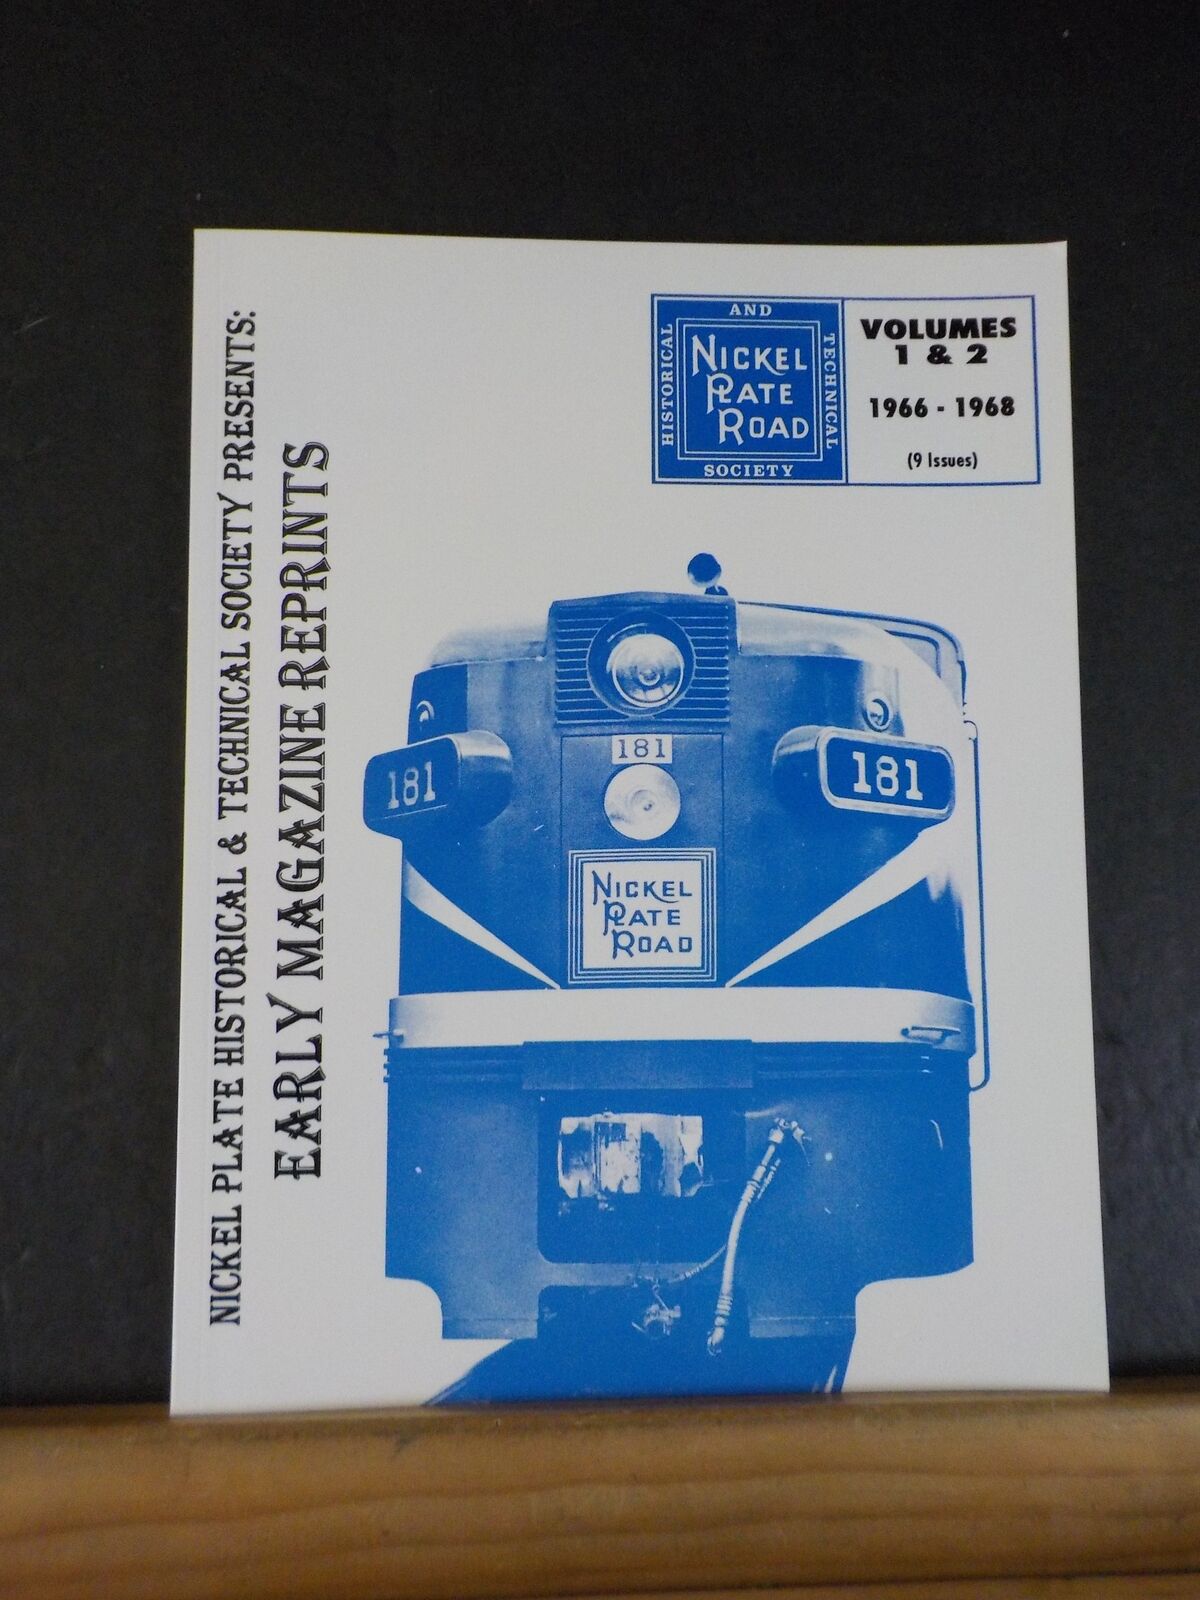 NICKEL PLATE HISTORICAL & TECHNICAL SOCIETY PRESENTS:
EARLY MAGAZINE REPRINTS
HISTORICAL
AND
TECHNICAL
SOCIETY
NICKEL
PLATE
ROAD
VOLUMES
1 & 2
1966 - 1968
(9 Issues)
181
181
181
NICKEL
PLATE
ROAD